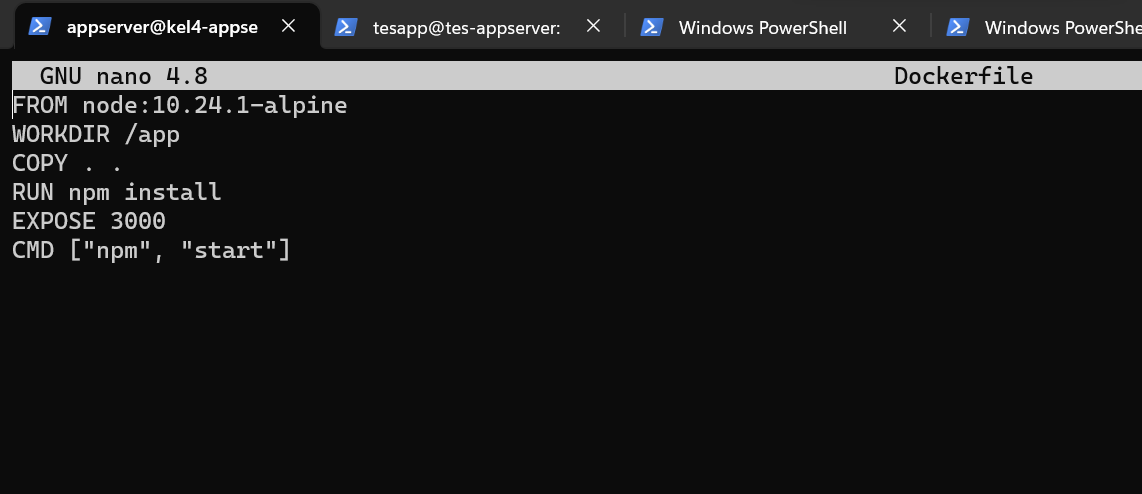 appserver@kel4-appse
tesapp@tes-appserver:
Windows PowerShell
Windows PowerShe
GNU nano 4.8 Dockerfile
FROM node:10.24.1-alpine
WORKDIR /app
COPY . .
RUN npm install
EXPOSE 3000
CMD ["npm", "start"]